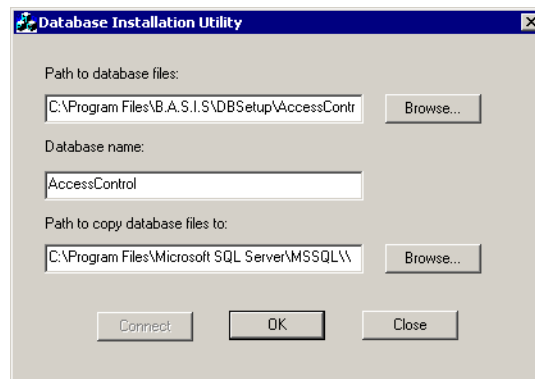 Database Installation Utility
Path to database files:
C:\Program Files\B.A.S.I.S\DBSetup\AccessContr
Browse...
Database name:
AccessControl
Path to copy database files to:
C:\Program Files\Microsoft SQL Server\MSSQL\\
Browse...
Connect
OK
Close